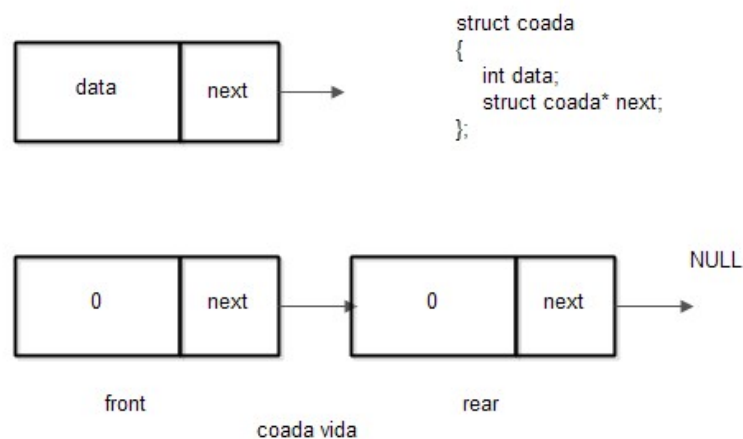 struct coada
{
int data;
struct coada* next;
};
data
next
NULL
0
next
0
next
front
rear
coada vida